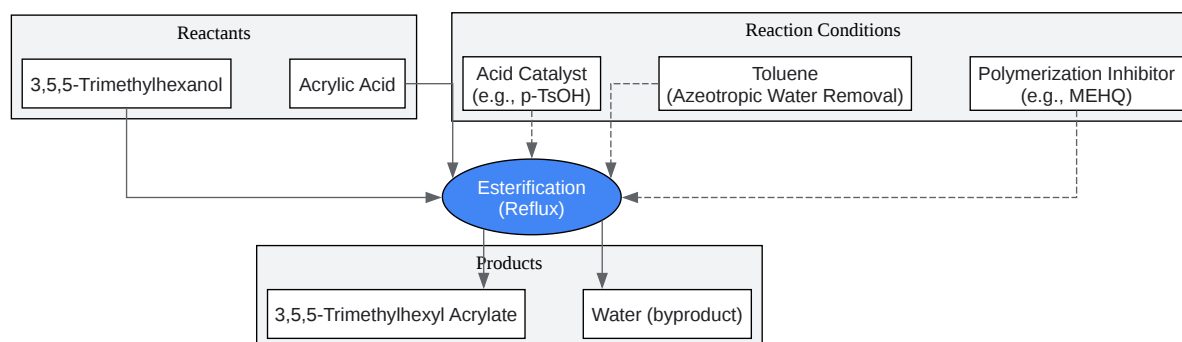 Reactants
Reaction Conditions
3,5,5-Trimethylhexanol
Acrylic Acid
Acid Catalyst
(e.g., p-TsOH)
Toluene
(Azeotropic Water Removal)
Polymerization Inhibitor
(e.g., MEHQ)
Esterification
(Reflux)
Products
3,5,5-Trimethylhexyl Acrylate
Water (byproduct)